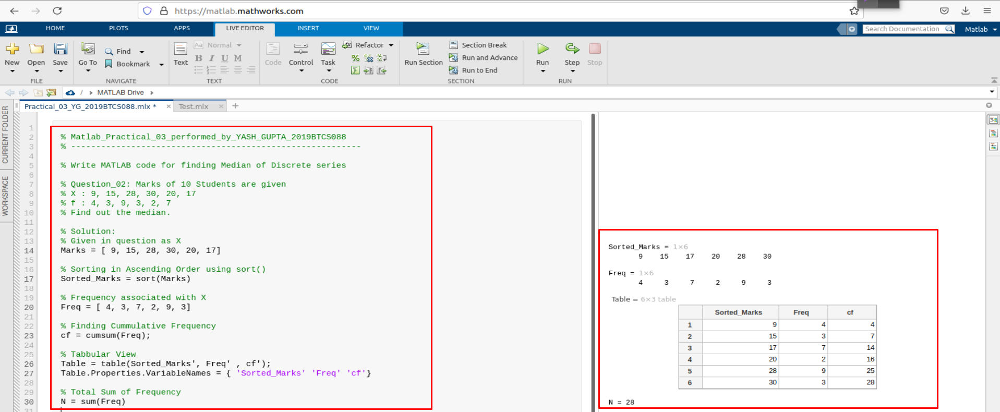 https://matlab.mathworks.com
HOME PLOTS APPS LIVE EDITOR INSERT VIEW
Search Documentation Matlab
New Open Save Go To Find Bookmark Text Aa Normal B I U M Code Control Task Refactor Run Section Section Break Run and Advance Run to End Run Step Stop
FILE NAVIGATE TEXT CODE SECTION RUN
/ > MATLAB Drive >
Practical_03_YG_2019BTCS088.mlx * × Test.mlx × +
CURRENT FOLDER
WORKSPACE
1
2 % Matlab_Practical_03_performed_by_YASH_GUPTA_2019BTCS088
3 % ----------------------------------------------------------
4
5 % Write MATLAB code for finding Median of Discrete series
6
7 % Question_02: Marks of 10 Students are given
8 % X : 9, 15, 28, 30, 20, 17
9 % f : 4, 3, 9, 3, 2, 7
10 % Find out the median.
11
12 % Solution:
13 % Given in question as X
14 Marks = [ 9, 15, 28, 30, 20, 17]
15
16 % Sorting in Ascending Order using sort()
17 Sorted_Marks = sort(Marks)
18
19 % Frequency associated with X
20 Freq = [ 4, 3, 7, 2, 9, 3]
21
22 % Finding Cummulative Frequency
23 cf = cumsum(Freq);
24
25 % Tabbular View
26 Table = table(Sorted_Marks', Freq' , cf');
27 Table.Properties.VariableNames = { 'Sorted_Marks' 'Freq' 'cf'}
28
29 % Total Sum of Frequency
30 N = sum(Freq)
31
Sorted_Marks = 1×6
9 15 17 20 28 30
Freq = 1×6
4 3 7 2 9 3
Table = 6×3 table
Sorted_Marks Freq cf
1 9 4 4
2 15 3 7
3 17 7 14
4 20 2 16
5 28 9 25
6 30 3 28
N = 28